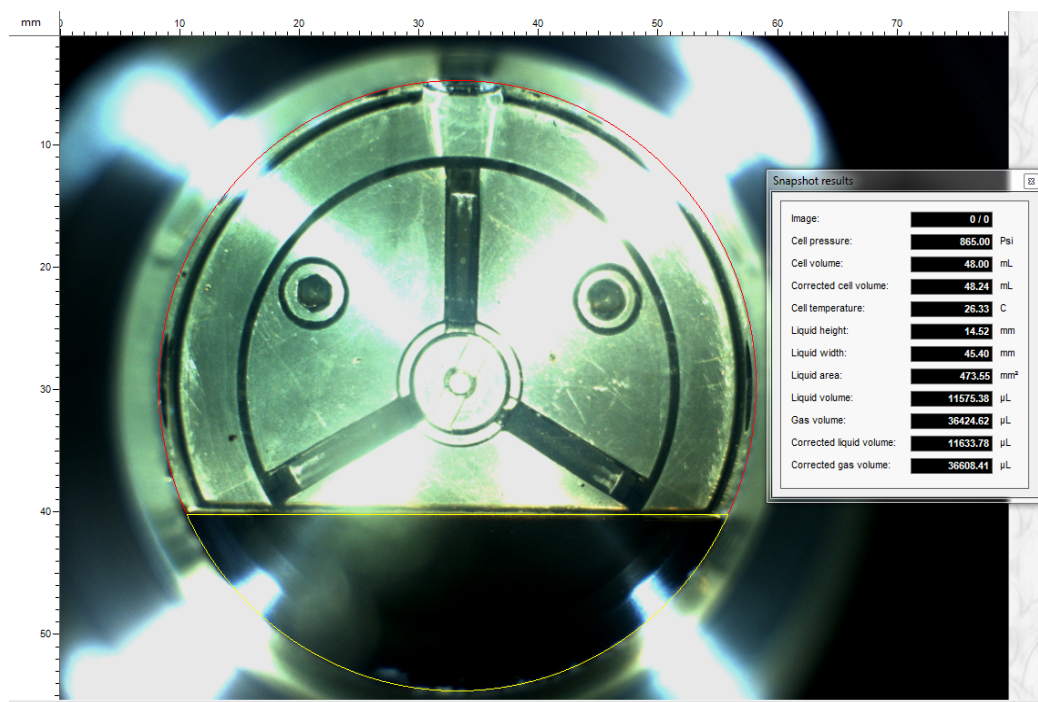 mm 0 10 20 30 40 50 60 70
10
20
30
40
50
Snapshot results
Image: 0 / 0
Cell pressure: 865.00 Psi
Cell volume: 48.00 mL
Corrected cell volume: 48.24 mL
Cell temperature: 26.33 C
Liquid height: 14.52 mm
Liquid width: 45.40 mm
Liquid area: 473.55 mm²
Liquid volume: 11575.38 µL
Gas volume: 36424.62 µL
Corrected liquid volume: 11633.78 µL
Corrected gas volume: 36608.41 µL